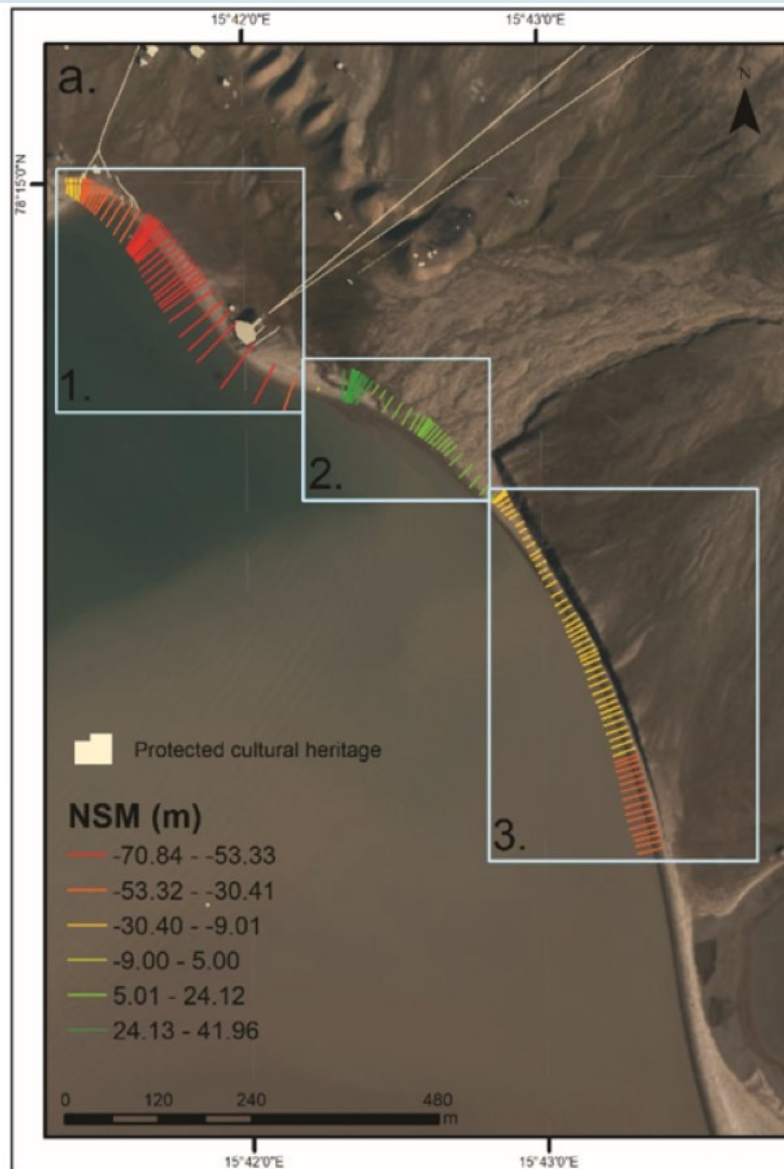 15°42'0"E 15°43'0"E
a.
N
78°15'0"N
1.
2.
3.
Protected cultural heritage
NSM (m)
-70.84 - -53.33
-53.32 - -30.41
-30.40 - -9.01
-9.00 - 5.00
5.01 - 24.12
24.13 - 41.96
0 120 240 480
m
15°42'0"E 15°43'0"E